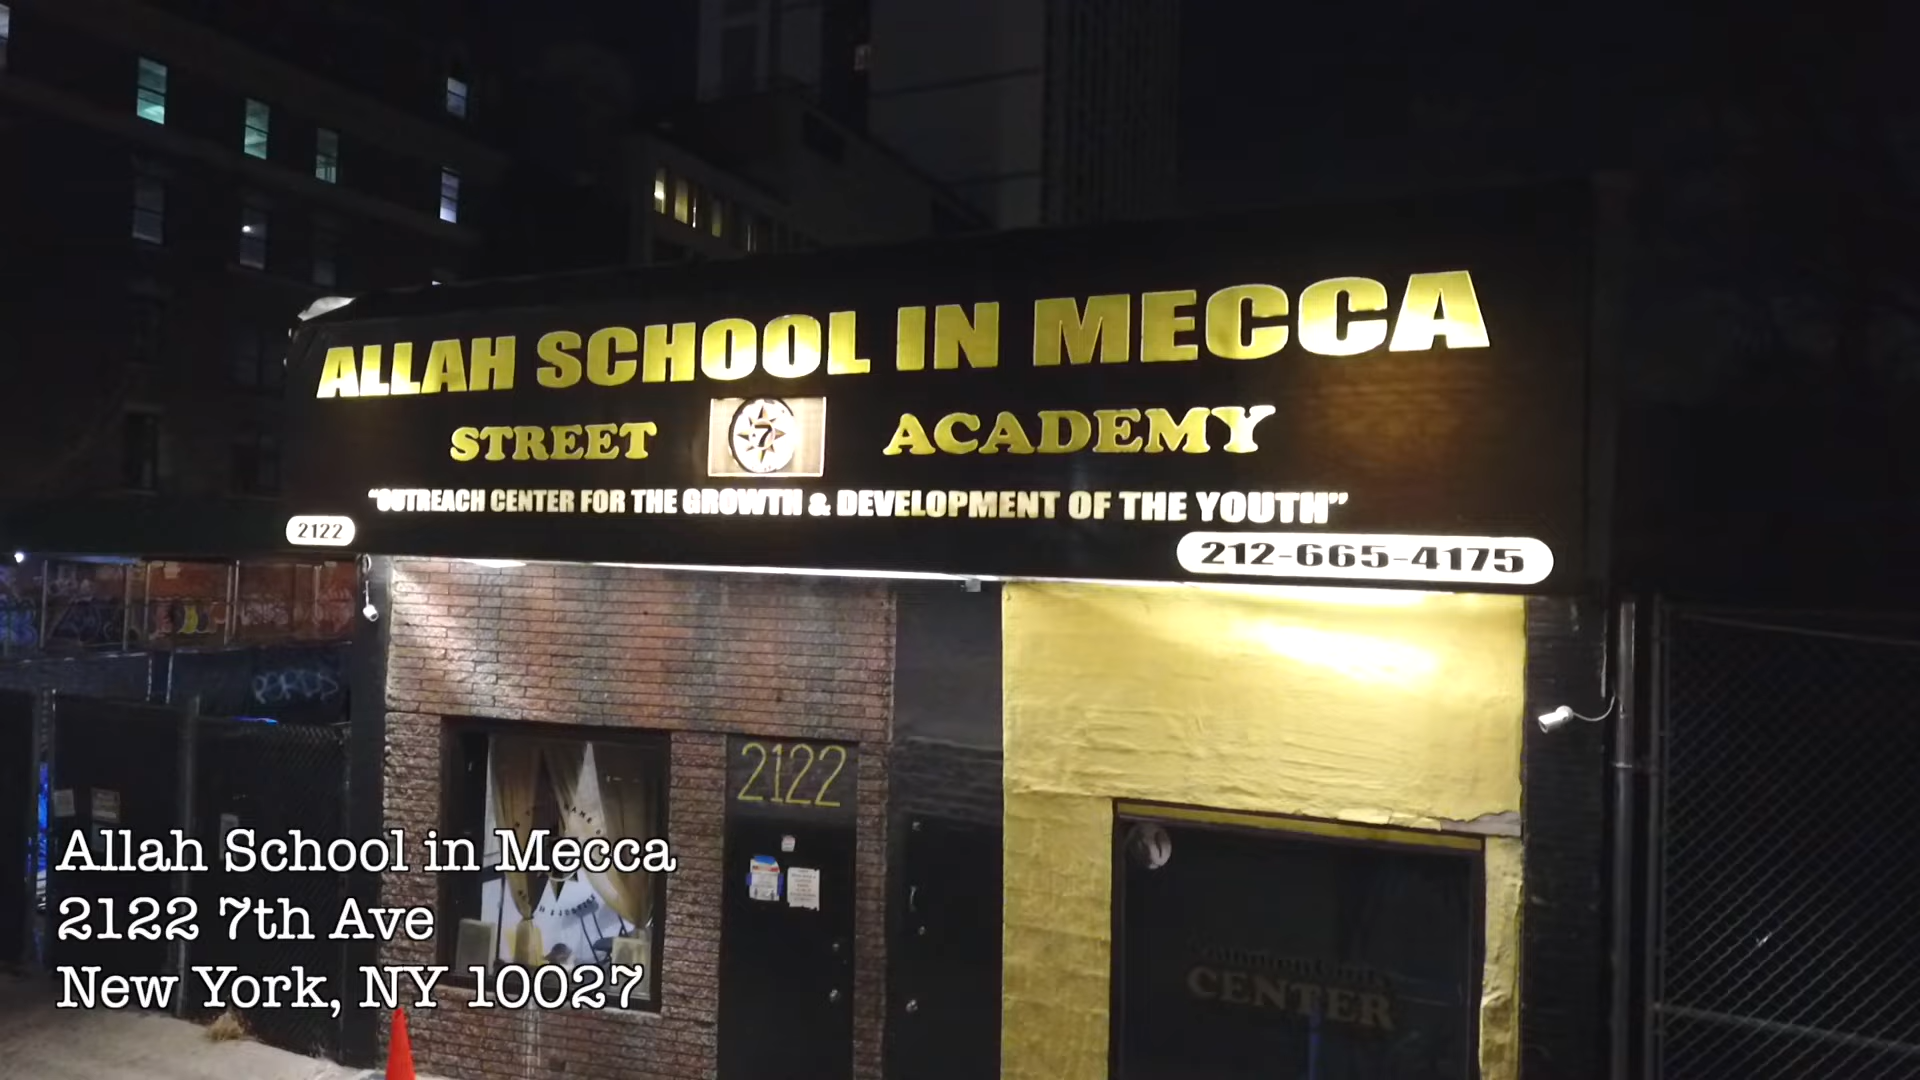 ALLAH SCHOOL IN MECCA
STREET 7 ACADEMY
"OUTREACH CENTER FOR THE GROWTH & DEVELOPMENT OF THE YOUTH"
2122
212-665-4175
2122
CENTER
Allah School in Mecca
2122 7th Ave
New York, NY 10027